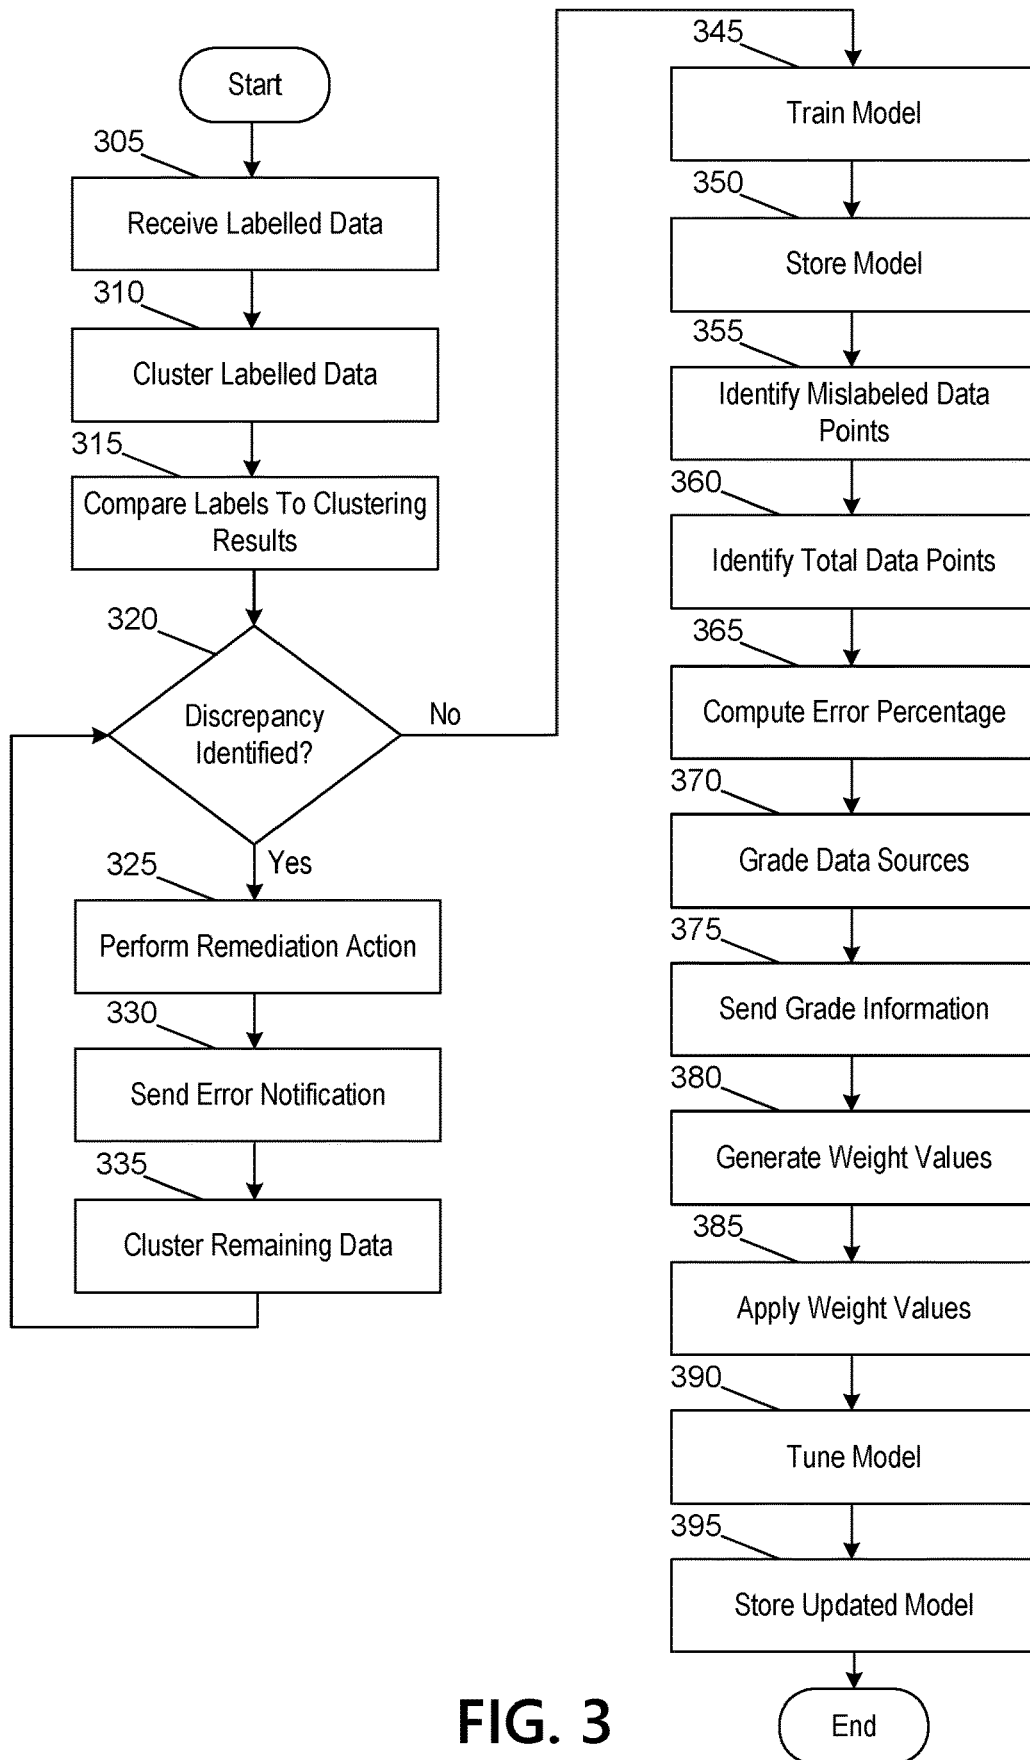 Start
305
Receive Labelled Data
310
Cluster Labelled Data
315
Compare Labels To Clustering
Results
320
Discrepancy
Identified?
No
Yes
325
Perform Remediation Action
330
Send Error Notification
335
Cluster Remaining Data
345
Train Model
350
Store Model
355
Identify Mislabeled Data
Points
360
Identify Total Data Points
365
Compute Error Percentage
370
Grade Data Sources
375
Send Grade Information
380
Generate Weight Values
385
Apply Weight Values
390
Tune Model
395
Store Updated Model
End
FIG. 3